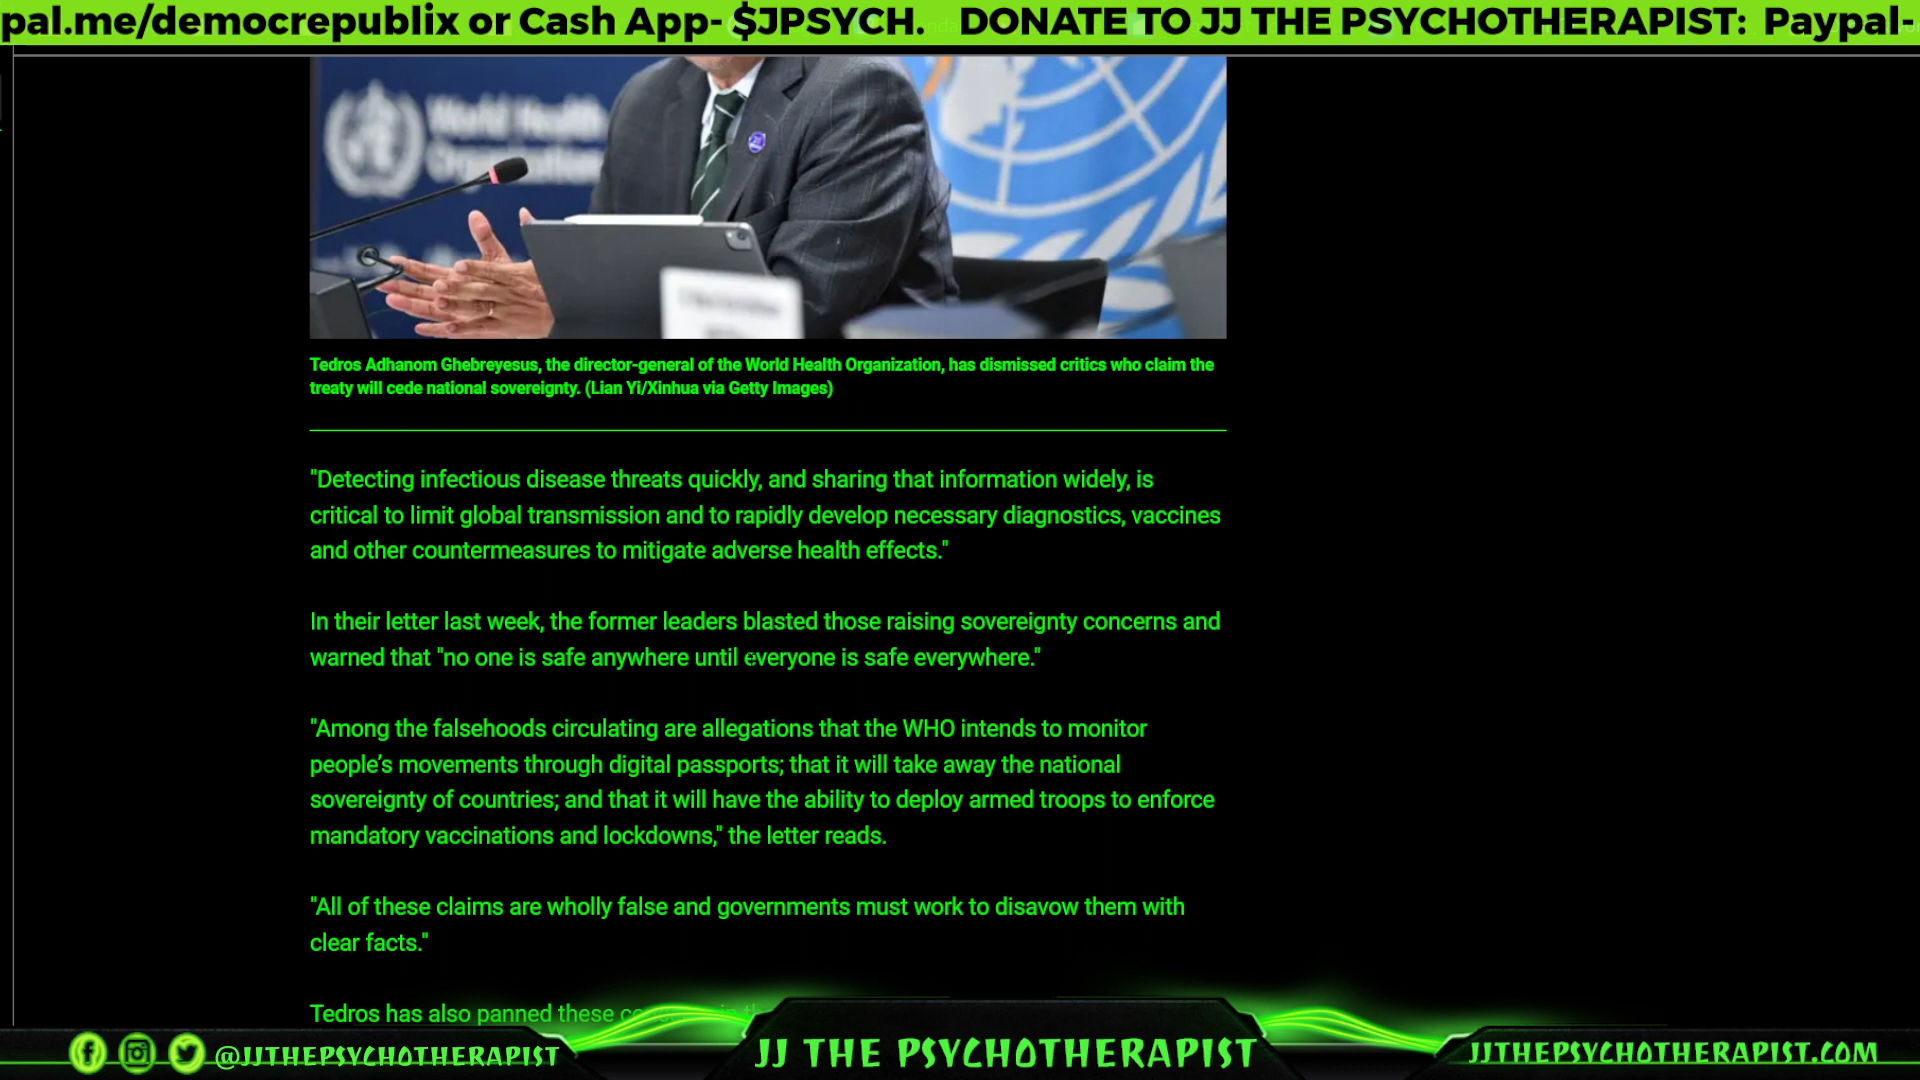 pal.me/democrepublix or Cash App- $JPSYCH. DONATE TO JJ THE PSYCHOTHERAPIST: Paypal-
World Health
Organization
Tedros Adhanom Ghebreyesus, the director-general of the World Health Organization, has dismissed critics who claim the
treaty will cede national sovereignty. (Lian Yi/Xinhua via Getty Images)
"Detecting infectious disease threats quickly, and sharing that information widely, is
critical to limit global transmission and to rapidly develop necessary diagnostics, vaccines
and other countermeasures to mitigate adverse health effects."
In their letter last week, the former leaders blasted those raising sovereignty concerns and
warned that "no one is safe anywhere until everyone is safe everywhere."
"Among the falsehoods circulating are allegations that the WHO intends to monitor
people’s movements through digital passports; that it will take away the national
sovereignty of countries; and that it will have the ability to deploy armed troops to enforce
mandatory vaccinations and lockdowns," the letter reads.
"All of these claims are wholly false and governments must work to disavow them with
clear facts."
Tedros has also panned these
@JJTHEPSYCHOTHERAPIST
JJ THE PSYCHOTHERAPIST
JJTHEPSYCHOTHERAPIST.COM